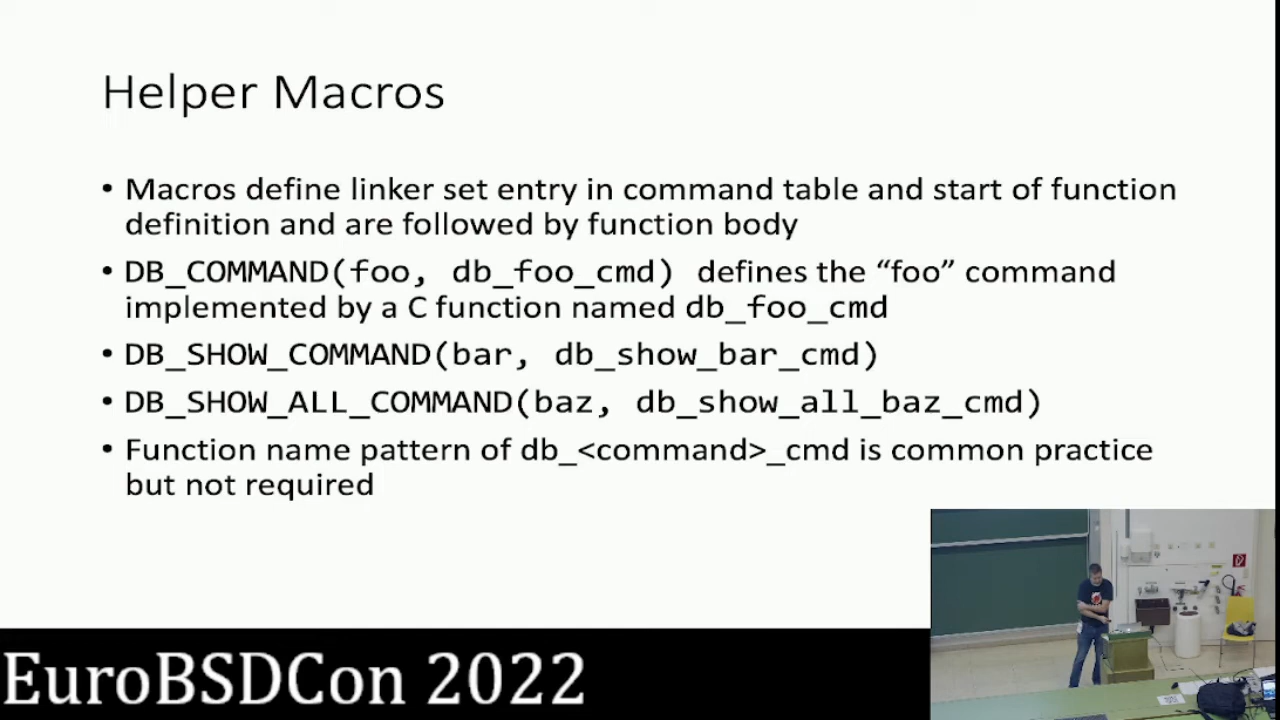 Helper Macros
• Macros define linker set entry in command table and start of function
definition and are followed by function body
• DB_COMMAND(foo, db_foo_cmd) defines the “foo” command
implemented by a C function named db_foo_cmd
• DB_SHOW_COMMAND(bar, db_show_bar_cmd)
• DB_SHOW_ALL_COMMAND(baz, db_show_all_baz_cmd)
• Function name pattern of db_<command>_cmd is common practice
but not required
EuroBSDCon 2022